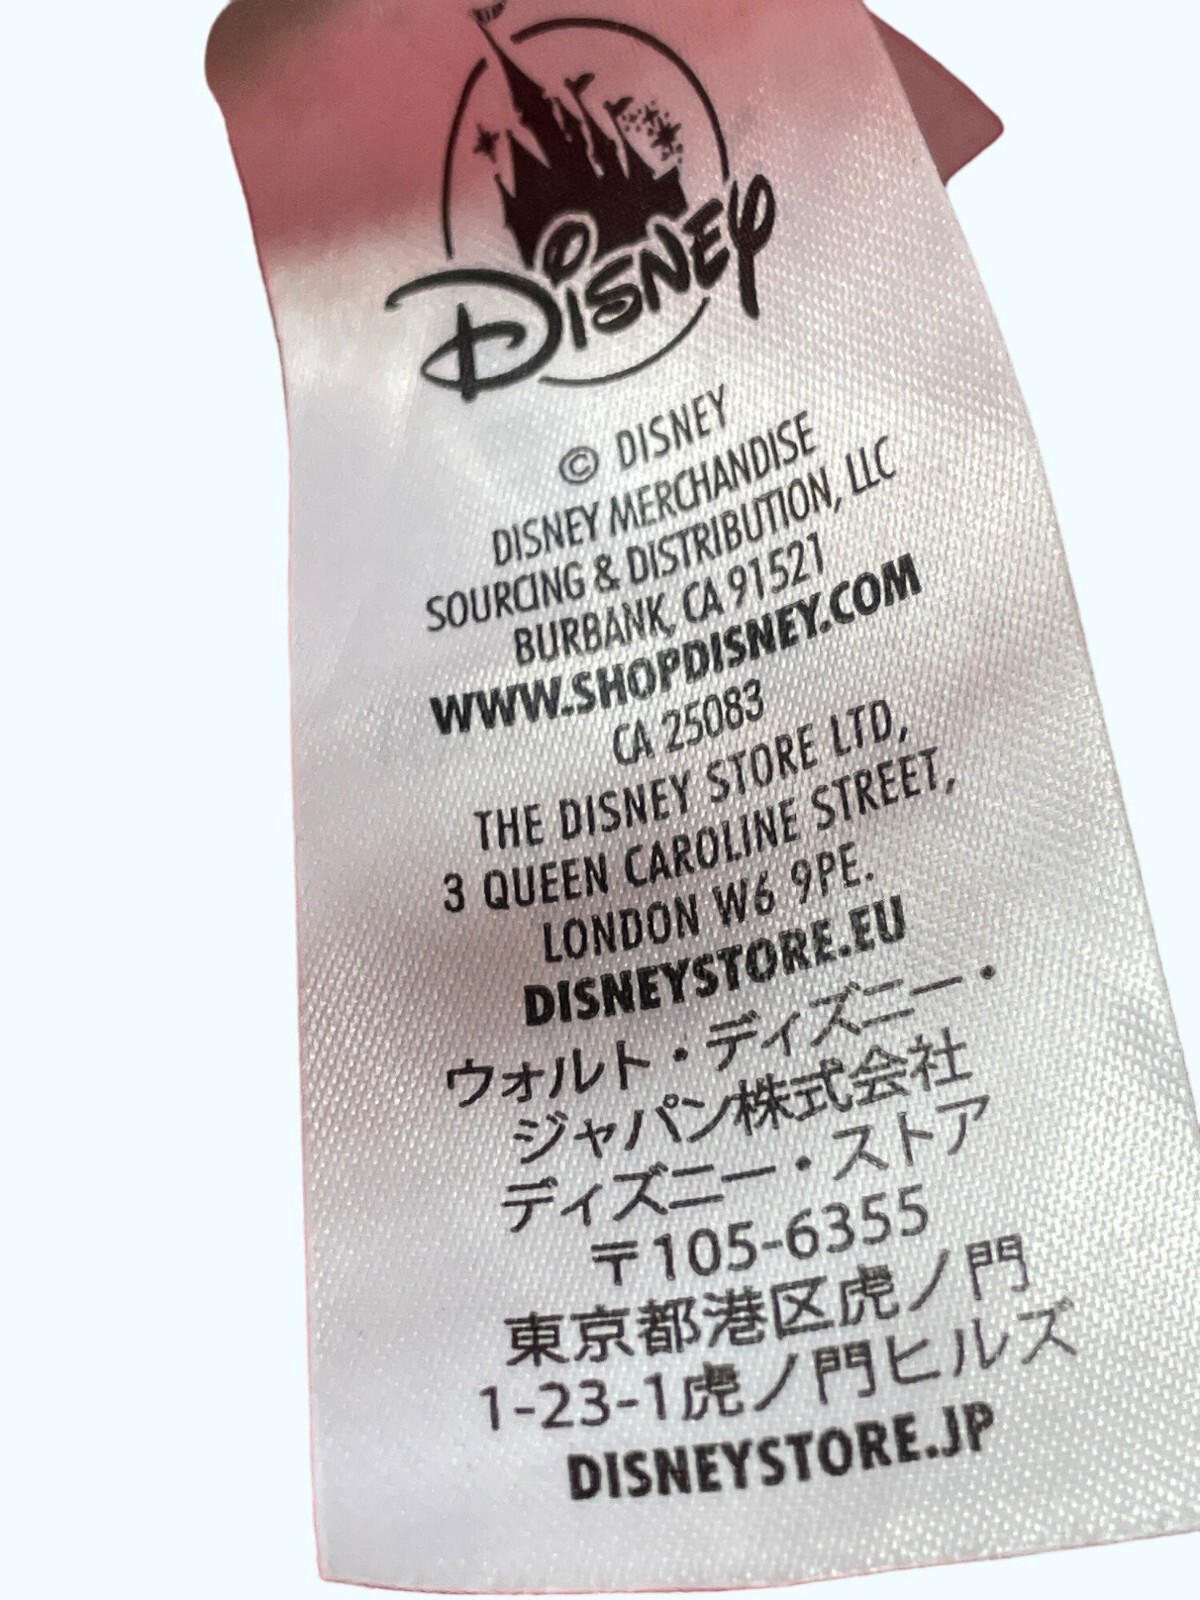 Disney
© DISNEY
DISNEY MERCHANDISE
SOURCING & DISTRIBUTION, LLC
BURBANK, CA 91521
WWW.SHOPDISNEY.COM
CA 25083
THE DISNEY STORE LTD,
3 QUEEN CAROLINE STREET,
LONDON W6 9PE.
DISNEYSTORE.EU
ウォルト・ディズニー・
ジャパン株式会社
ディズニー・ストア
〒105-6355
東京都港区虎ノ門
1-23-1虎ノ門ヒルズ
DISNEYSTORE.JP